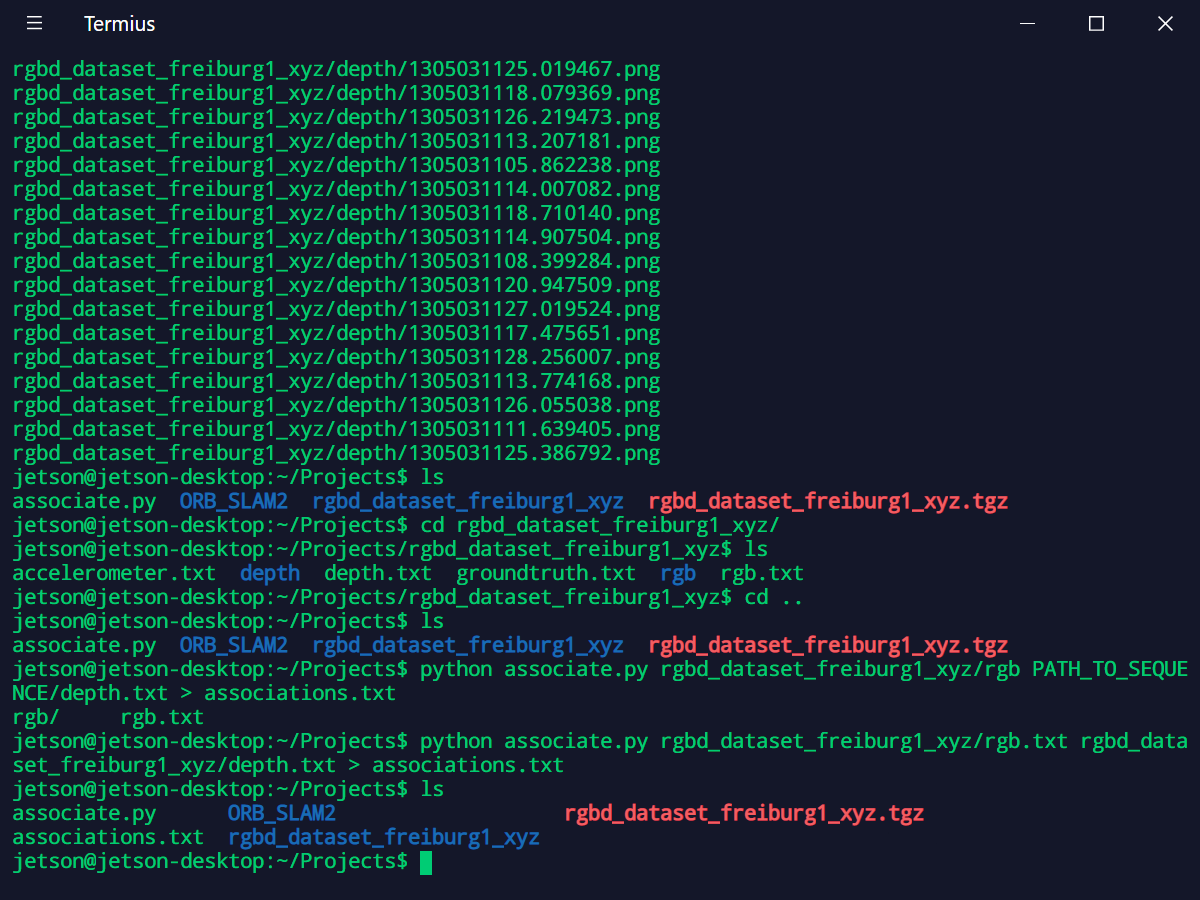 Termius
rgbd_dataset_freiburg1_xyz/depth/1305031125.019467.png
rgbd_dataset_freiburg1_xyz/depth/1305031118.079369.png
rgbd_dataset_freiburg1_xyz/depth/1305031126.219473.png
rgbd_dataset_freiburg1_xyz/depth/1305031113.207181.png
rgbd_dataset_freiburg1_xyz/depth/1305031105.862238.png
rgbd_dataset_freiburg1_xyz/depth/1305031114.007082.png
rgbd_dataset_freiburg1_xyz/depth/1305031118.710140.png
rgbd_dataset_freiburg1_xyz/depth/1305031114.907504.png
rgbd_dataset_freiburg1_xyz/depth/1305031108.399284.png
rgbd_dataset_freiburg1_xyz/depth/1305031120.947509.png
rgbd_dataset_freiburg1_xyz/depth/1305031127.019524.png
rgbd_dataset_freiburg1_xyz/depth/1305031117.475651.png
rgbd_dataset_freiburg1_xyz/depth/1305031128.256007.png
rgbd_dataset_freiburg1_xyz/depth/1305031113.774168.png
rgbd_dataset_freiburg1_xyz/depth/1305031126.055038.png
rgbd_dataset_freiburg1_xyz/depth/1305031111.639405.png
rgbd_dataset_freiburg1_xyz/depth/1305031125.386792.png
jetson@jetson-desktop:~/Projects$ ls
associate.py  ORB_SLAM2  rgbd_dataset_freiburg1_xyz  rgbd_dataset_freiburg1_xyz.tgz
jetson@jetson-desktop:~/Projects$ cd rgbd_dataset_freiburg1_xyz/
jetson@jetson-desktop:~/Projects/rgbd_dataset_freiburg1_xyz$ ls
accelerometer.txt  depth  depth.txt  groundtruth.txt  rgb  rgb.txt
jetson@jetson-desktop:~/Projects/rgbd_dataset_freiburg1_xyz$ cd ..
jetson@jetson-desktop:~/Projects$ ls
associate.py  ORB_SLAM2  rgbd_dataset_freiburg1_xyz  rgbd_dataset_freiburg1_xyz.tgz
jetson@jetson-desktop:~/Projects$ python associate.py rgbd_dataset_freiburg1_xyz/rgb PATH_TO_SEQUE
NCE/depth.txt > associations.txt
rgb/     rgb.txt
jetson@jetson-desktop:~/Projects$ python associate.py rgbd_dataset_freiburg1_xyz/rgb.txt rgbd_data
set_freiburg1_xyz/depth.txt > associations.txt
jetson@jetson-desktop:~/Projects$ ls
associate.py      ORB_SLAM2                   rgbd_dataset_freiburg1_xyz.tgz
associations.txt  rgbd_dataset_freiburg1_xyz
jetson@jetson-desktop:~/Projects$